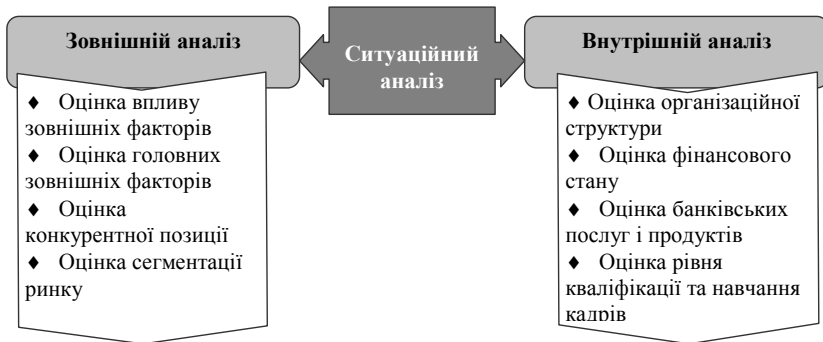 Зовнішній аналіз
♦ Оцінка впливу
зовнішніх факторів
♦ Оцінка головних
зовнішніх факторів
♦ Оцінка
конкурентної позиції
♦ Оцінка сегментації
ринку
Ситуаційний
аналіз
Внутрішній аналіз
♦ Оцінка організаційної
структури
♦ Оцінка фінансового
стану
♦ Оцінка банківських
послуг і продуктів
♦ Оцінка рівня
кваліфікації та навчання
кадрів